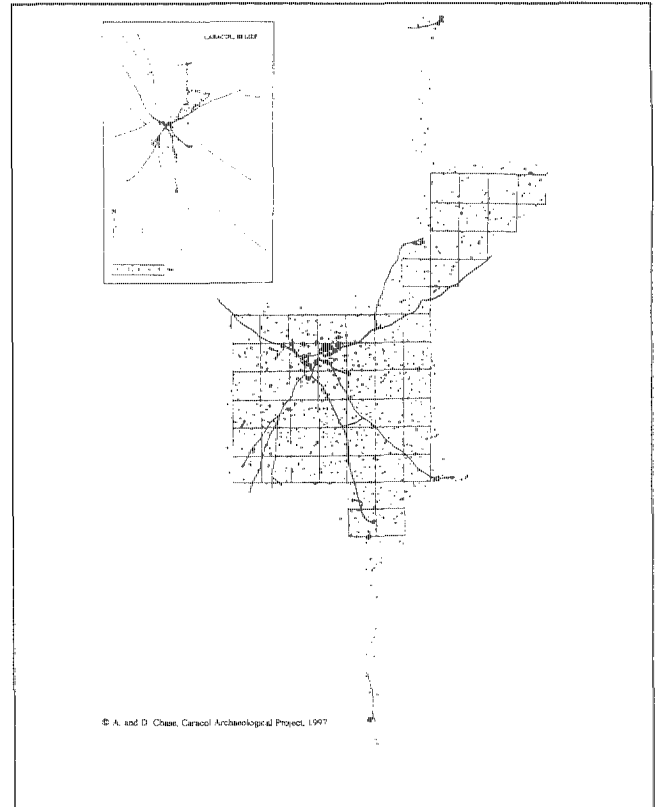 CARACOL, BELIZE
N
© A. and D. Chase, Caracol Archaeological Project, 1997